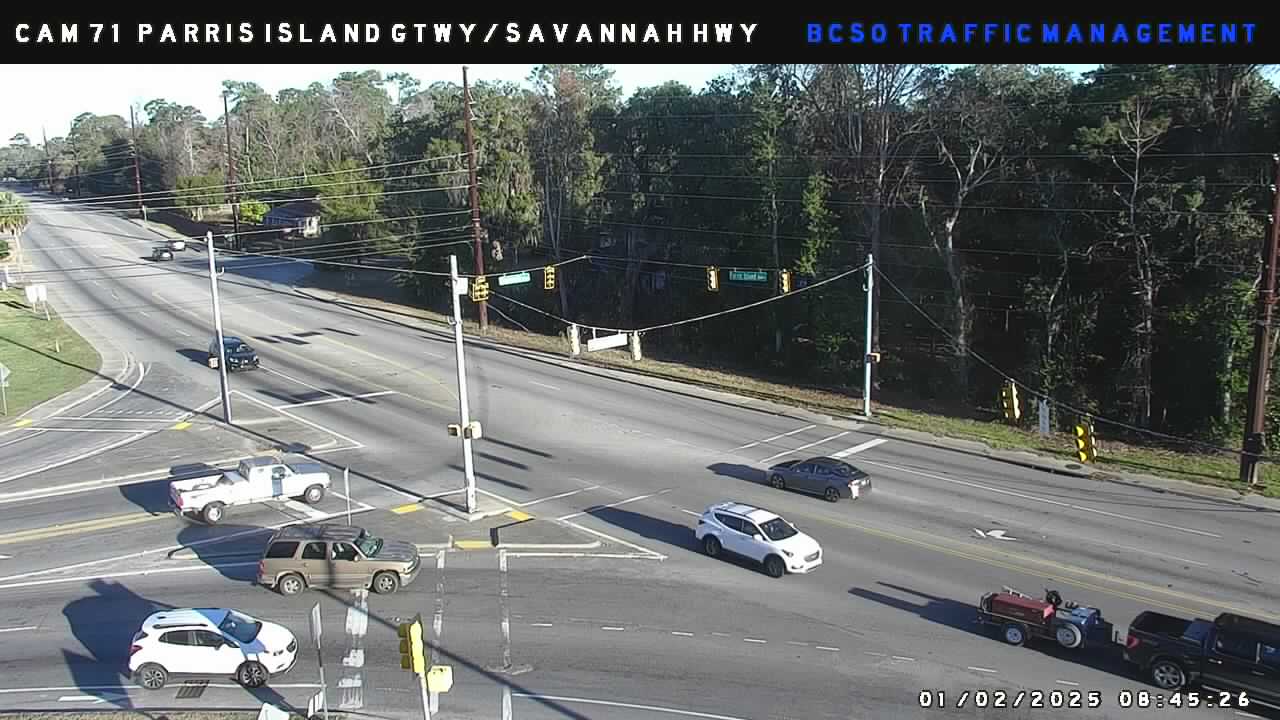 CAM 71 PARRIS ISLAND GTWY/SAVANNAH HWY BCSO TRAFFIC MANAGEMENT
01/02/2025 08:45:26